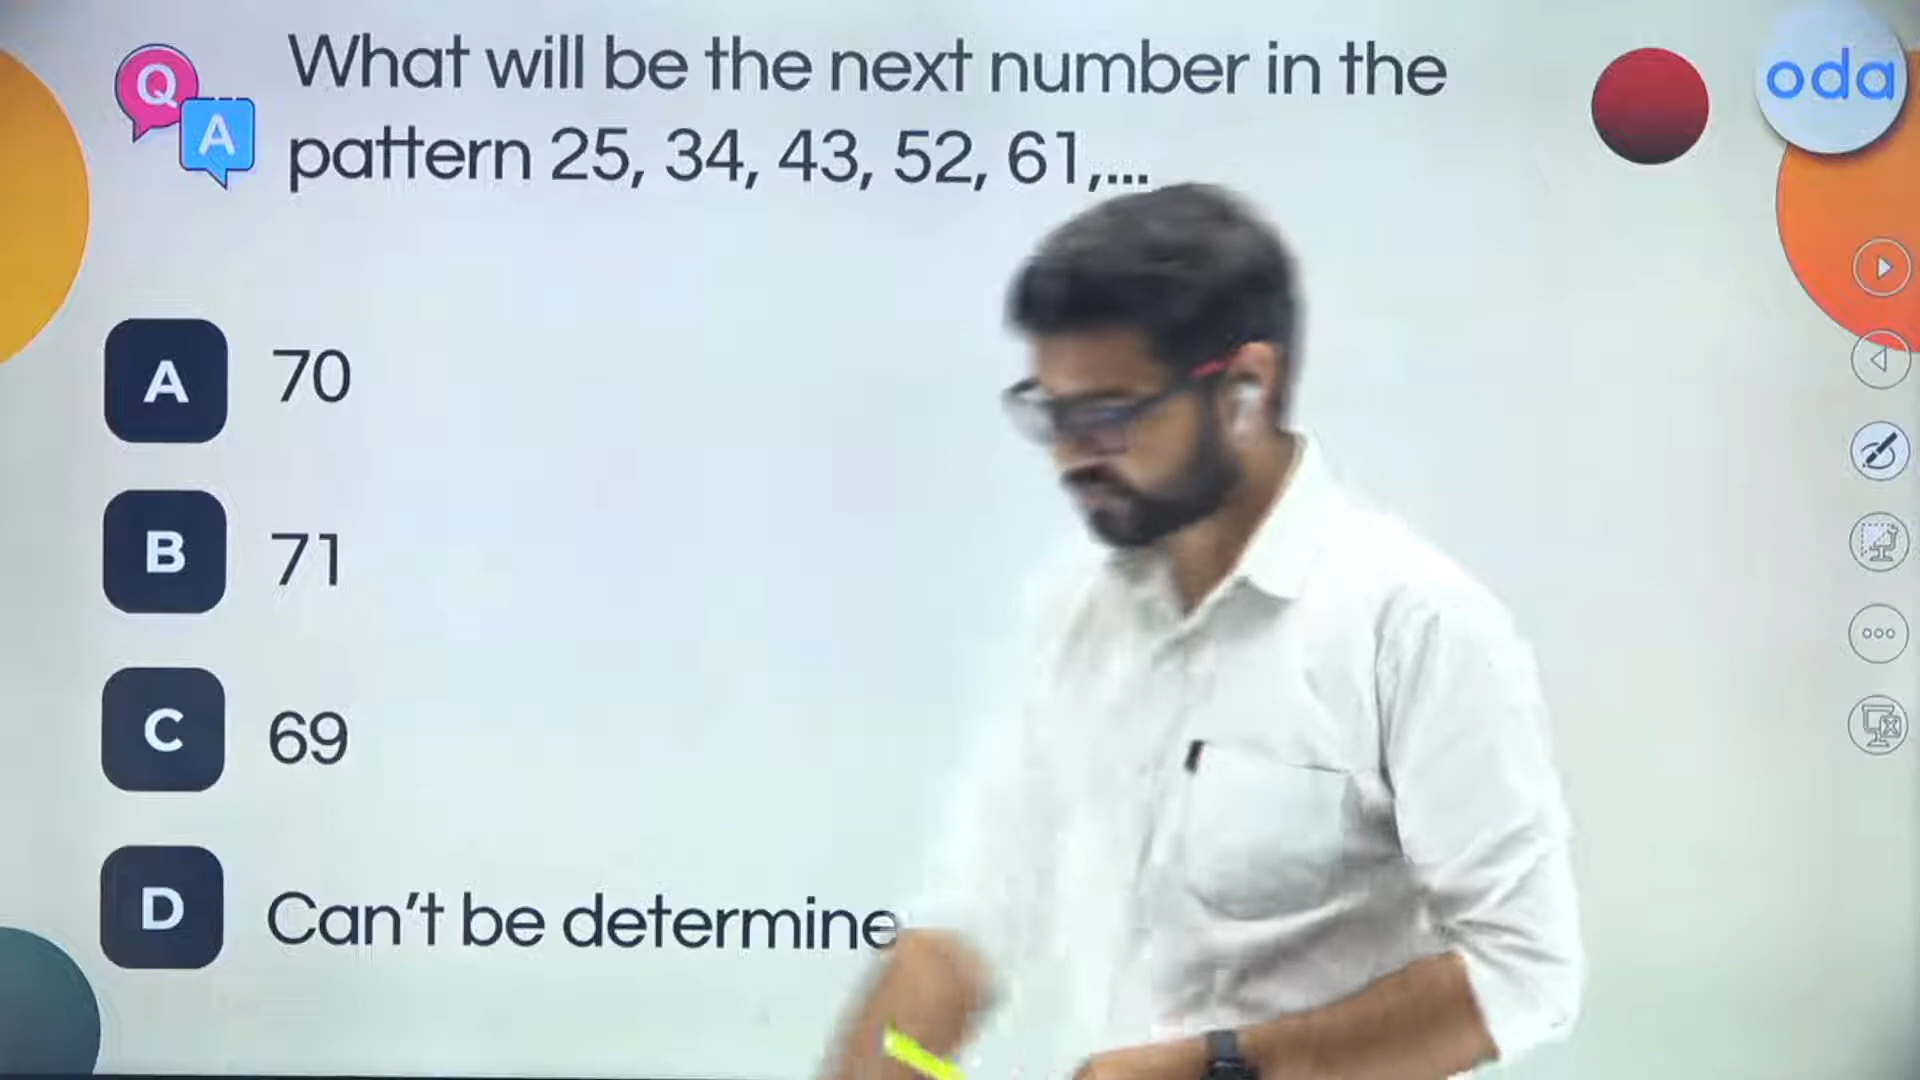 Q
A
What will be the next number in the
pattern 25, 34, 43, 52, 61,...
oda
A 70
B 71
C 69
D Can't be determine